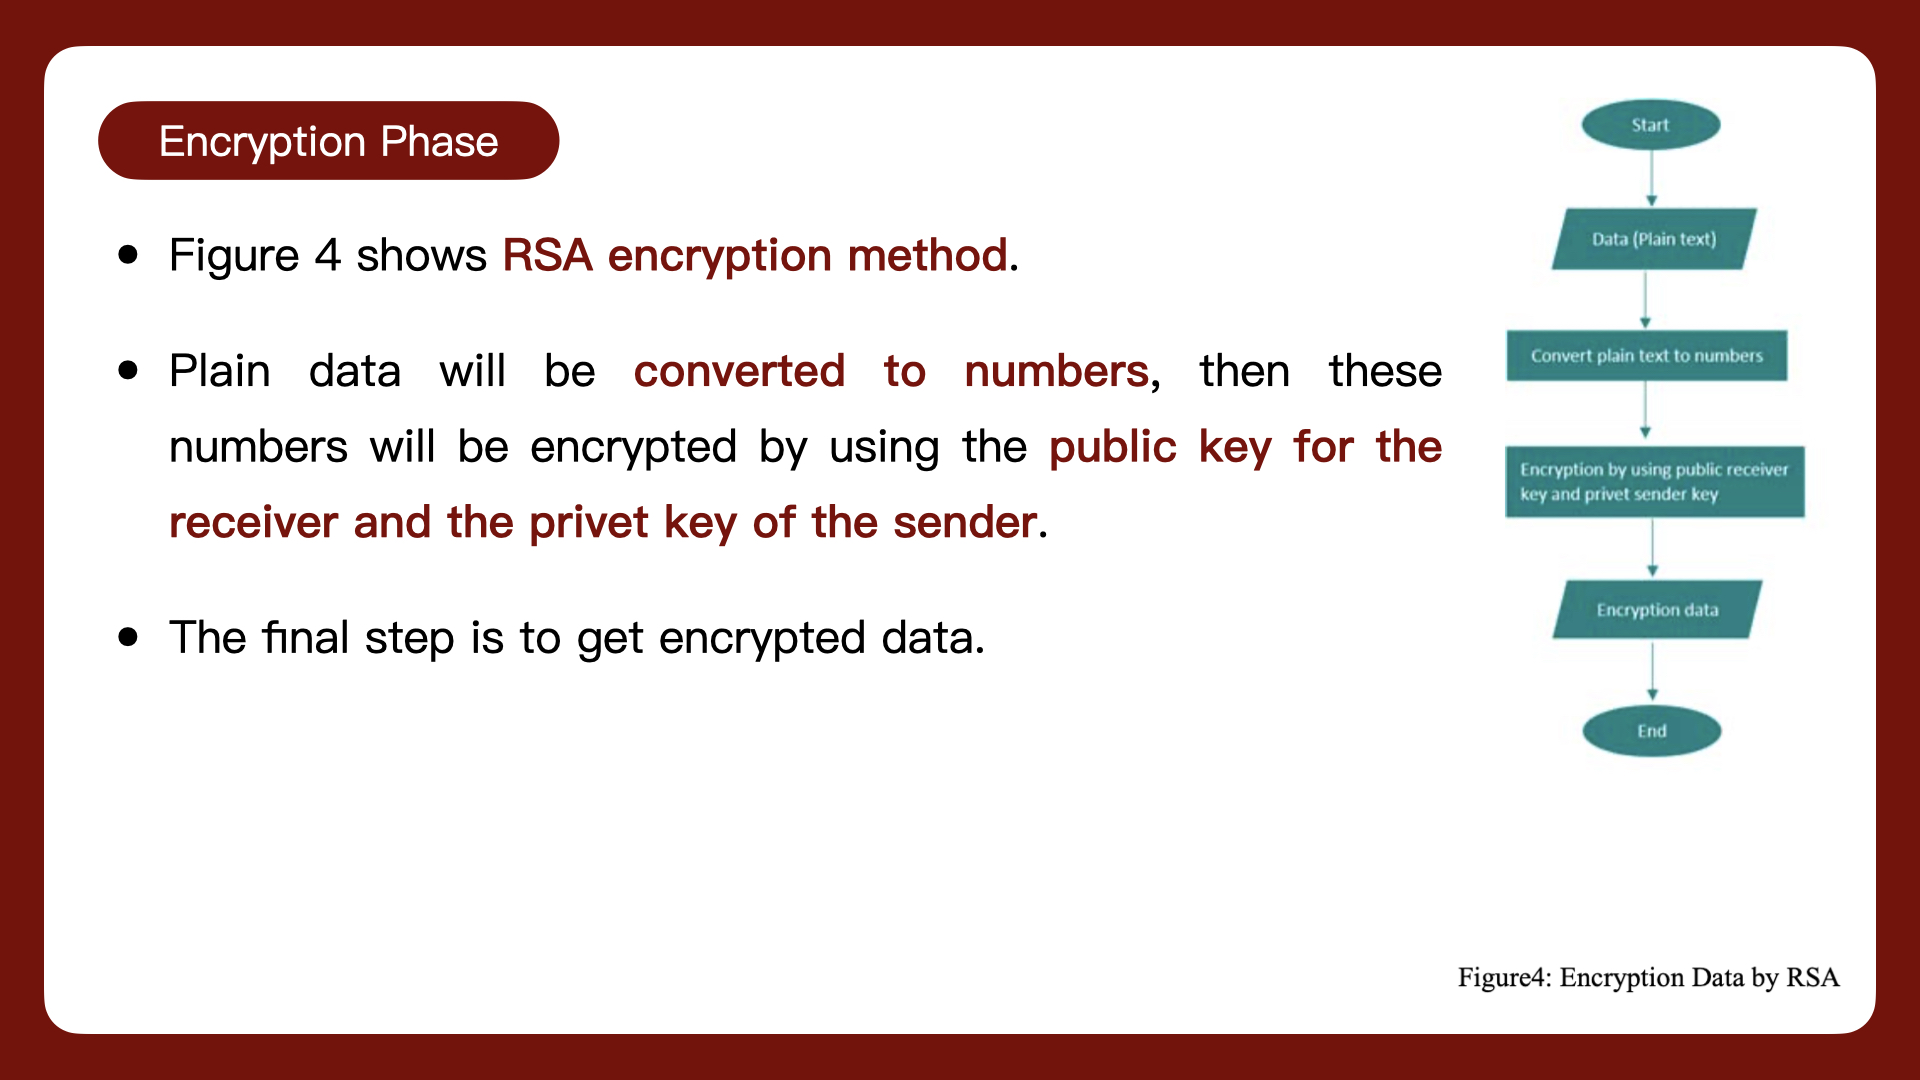 Encryption Phase
• Figure 4 shows RSA encryption method.
• Plain data will be converted to numbers, then these
numbers will be encrypted by using the public key for the
receiver and the privet key of the sender.
• The final step is to get encrypted data.
Start
Data (Plain text)
Convert plain text to numbers
Encryption by using public receiver
key and privet sender key
Encryption data
End
Figure4: Encryption Data by RSA